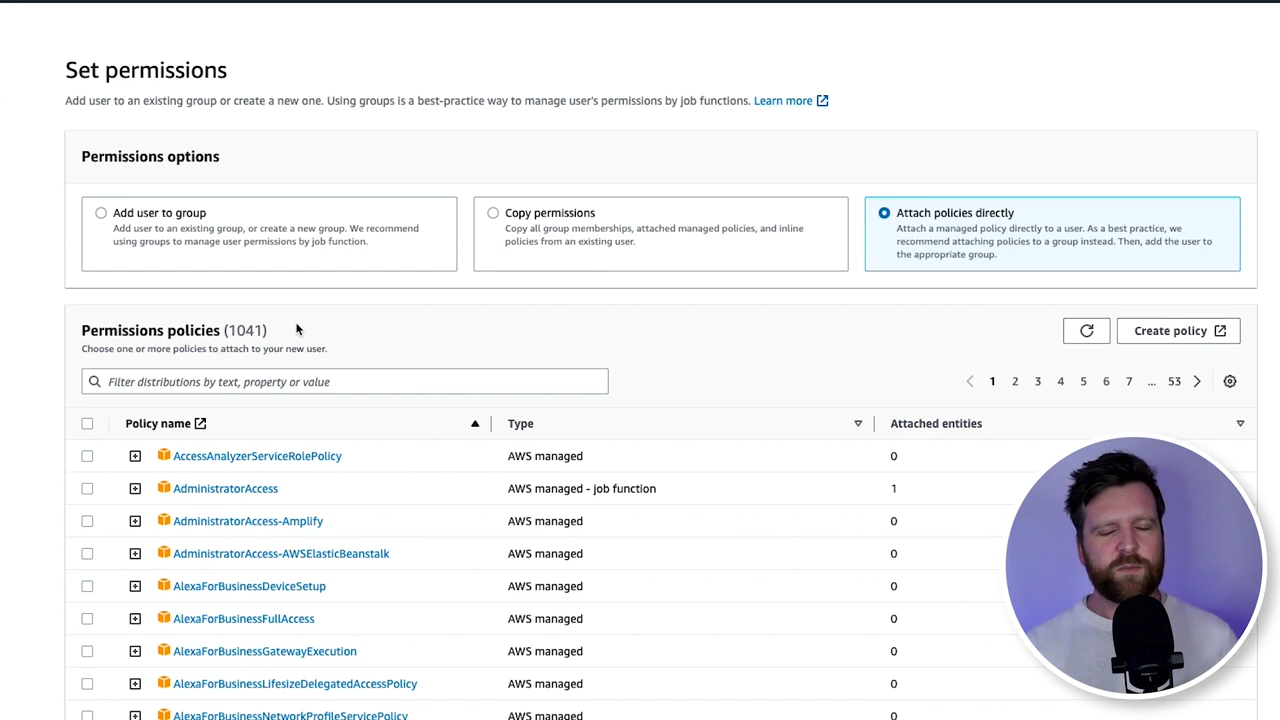 Set permissions
Add user to an existing group or create a new one. Using groups is a best-practice way to manage user's permissions by job functions. Learn more
Permissions options
Add user to group
Add user to an existing group, or create a new group. We recommend
using groups to manage user permissions by job function.
Copy permissions
Copy all group memberships, attached managed policies, and inline
policies from an existing user.
Attach policies directly
Attach a managed policy directly to a user. As a best practice, we
recommend attaching policies to a group instead. Then, add the user to
the appropriate group.
Permissions policies (1041)
Choose one or more policies to attach to your new user.
Create policy
Filter distributions by text, property or value
1 2 3 4 5 6 7 ... 53
Policy name Type Attached entities
AccessAnalyzerServiceRolePolicy AWS managed 0
AdministratorAccess AWS managed - job function 1
AdministratorAccess-Amplify AWS managed 0
AdministratorAccess-AWSElasticBeanstalk AWS managed 0
AlexaForBusinessDeviceSetup AWS managed 0
AlexaForBusinessFullAccess AWS managed 0
AlexaForBusinessGatewayExecution AWS managed 0
AlexaForBusinessLifesizeDelegatedAccessPolicy AWS managed 0
AlexaForBusinessNetworkProfileServicePolicy AWS managed 0